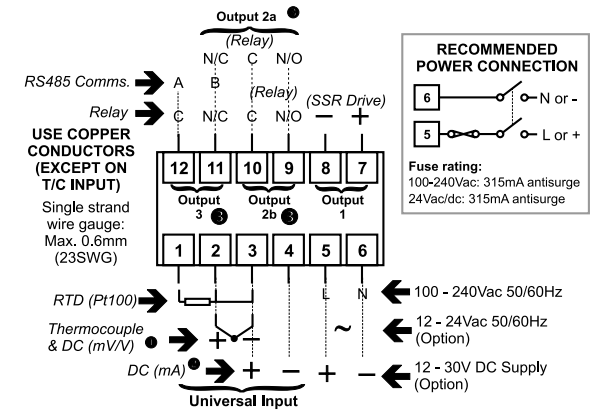 Output 2a ❸
(Relay)
N/C C N/O
RS485 Comms. A B
(Relay)
(SSR Drive)
Relay C N/C C N/O − +
USE COPPER
CONDUCTORS
(EXCEPT ON
T/C INPUT)
Single strand
wire gauge:
Max. 0.6mm
(23SWG)
12 11 10 9 8 7
Output
3 ❸
Output
2b ❸
Output
1
1 2 3 4 5 6
RTD (Pt100)
L N
100 - 240Vac 50/60Hz
Thermocouple
& DC (mV/V)
+ −
~
12 - 24Vac 50/60Hz
(Option)
DC (mA)
+ − + −
12 - 30V DC Supply
(Option)
Universal Input
RECOMMENDED
POWER CONNECTION
6 N or -
5 L or +
Fuse rating:
100-240Vac: 315mA antisurge
24Vac/dc: 315mA antisurge